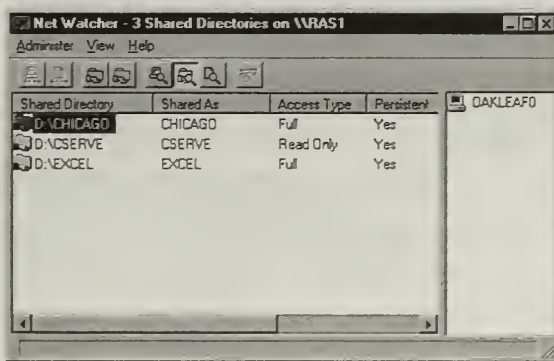 Net Watcher - 3 Shared Directories on \\RAS1
Administer View Help
Shared Directory Shared As Access Type Persistent OAKLEAF0
D:\CHICAGO CHICAGO Full Yes
D:\CSERVE CSERVE Read Only Yes
D:\EXCEL EXCEL Full Yes